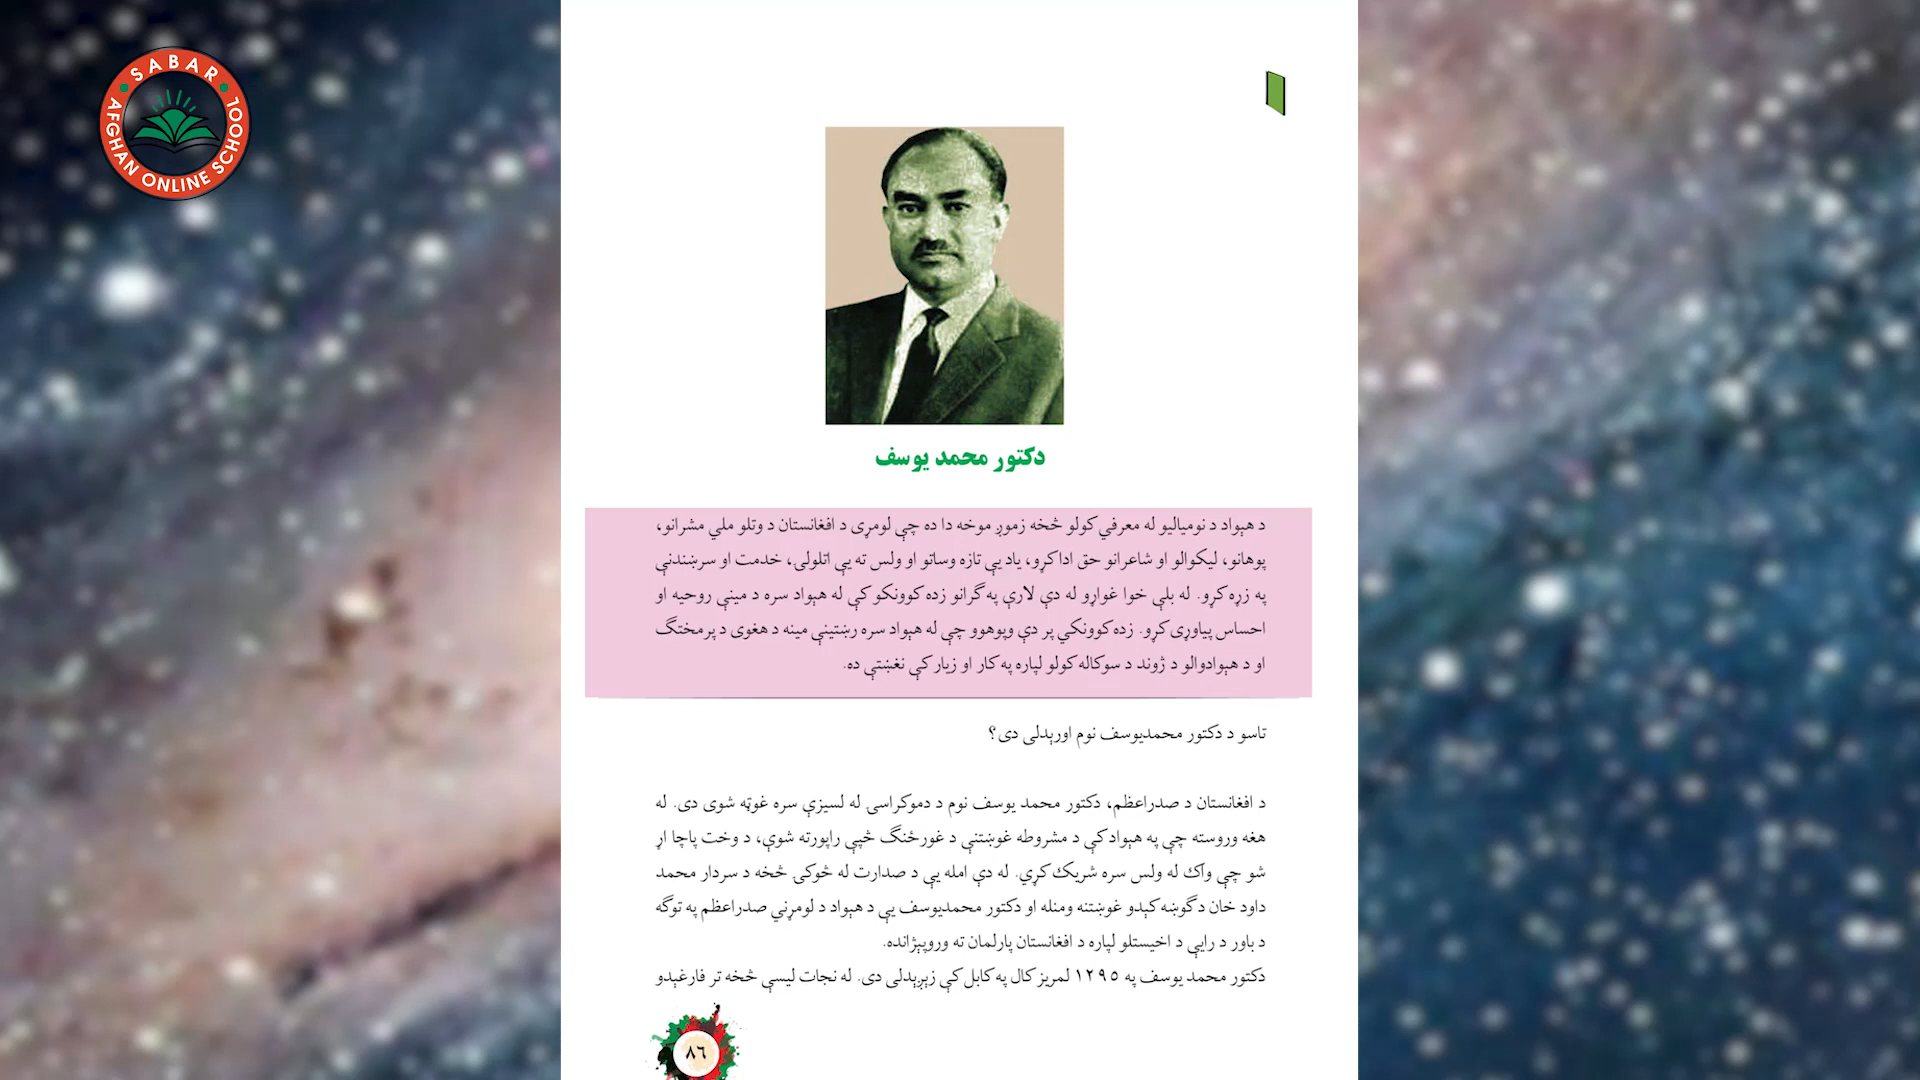 SABAR
AFGHAN ONLINE SCHOOL
دکتور محمد یوسف
د هېواد د نومیالیو له معرفي کولو څخه زموږ موخه دا ده چې لومړی د افغانستان د وتلو ملي مشرانو،
پوهانو، لیکوالو او شاعرانو حق ادا کړو، یاد یې تازه وساتو او ولس ته یې اتلولۍ، خدمت او سرښندنې
په زړه کړو. له بلې خوا غواړو له دې لارې په ګرانو زده کوونکو کې له هېواد سره د مینې روحیه او
احساس پیاوړی کړو. زده کوونکي پر دې وپوهوو چې له هېواد سره رښتینې مینه د هغوی د پرمختګ
او د هېوادوالو د ژوند د سوکاله کولو لپاره په کار او زیار کې نغښتې ده.
تاسو د دکتور محمدیوسف نوم اورېدلی دی؟
د افغانستان د صدراعظم، دکتور محمد یوسف نوم د دموکراسۍ له لسیزې سره غوټه شوی دی. له
هغه وروسته چې په هېواد کې د مشروطه غوښتنې د غورځنګ څپې راپورته شوې، د وخت پاچا اړ
شو چې واک له ولس سره شریک کړي. له دې امله یې د صدارت له څوکۍ څخه د سردار محمد
داود خان د ګوښه کېدو غوښتنه ومنله او دکتور محمدیوسف یې د هېواد د لومړني صدراعظم په توګه
د باور د رایې د اخیستلو لپاره د افغانستان پارلمان ته وروپېژانده.
دکتور محمد یوسف په ١٢٩٥ لمریز کال په کابل کې زېږېدلی دی. له نجات لیسې څخه تر فارغېدو
٨٦